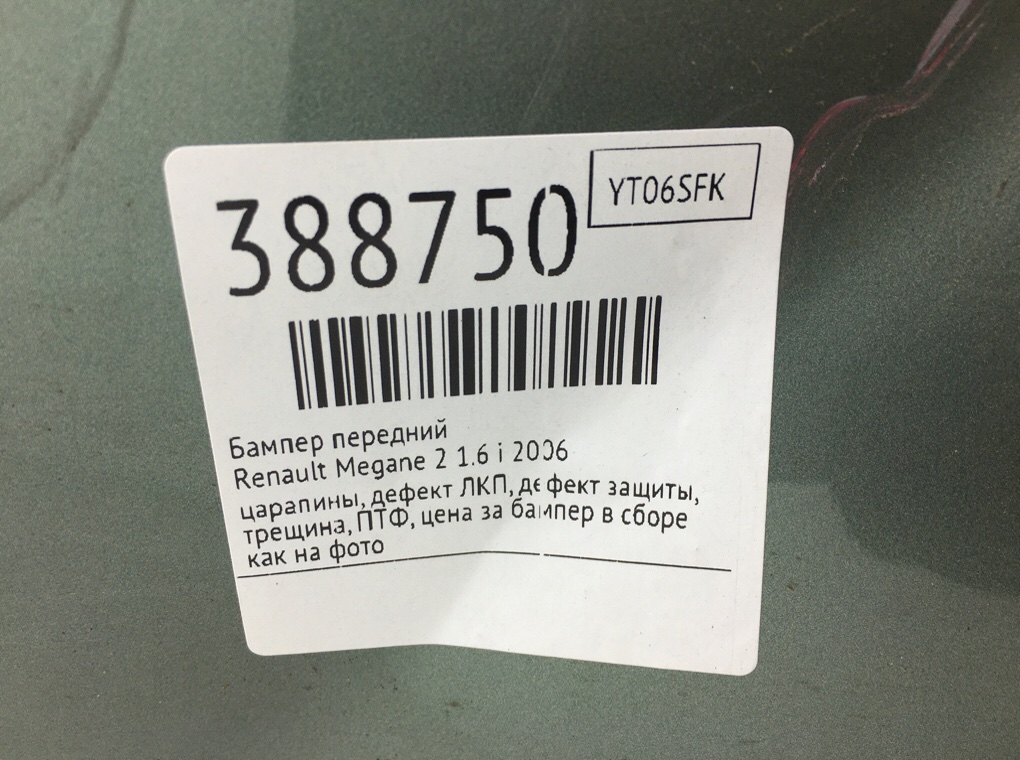 388750
YT06SFK
Бампер передний
Renault Megane 2 1.6 i 2006
царапины, дефект ЛКП, дефект защиты,
трещина, ПТФ, цена за бампер в сборе
как на фото